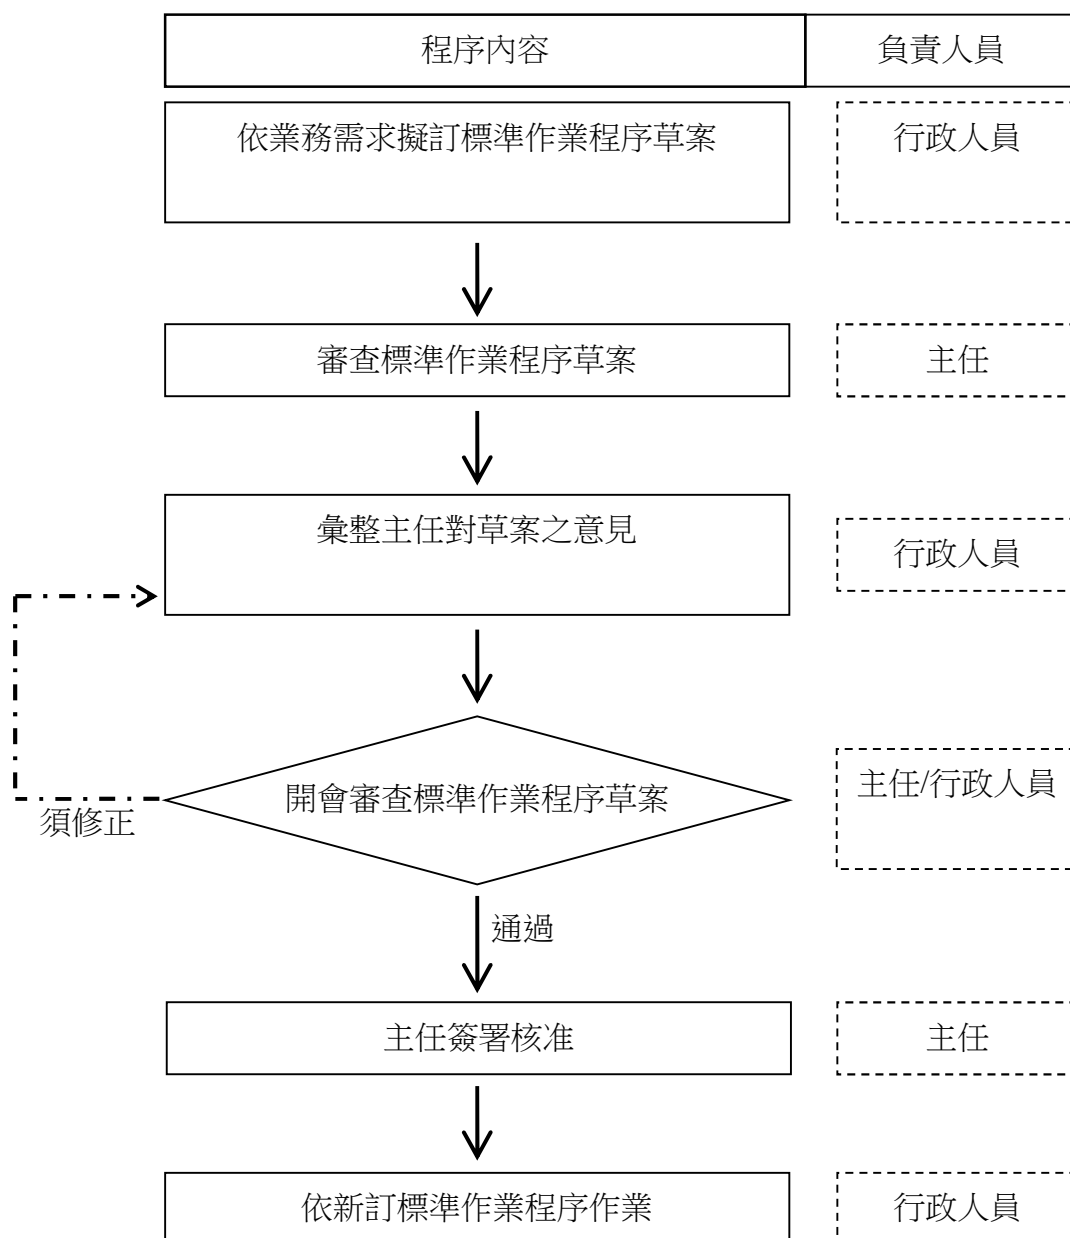 程序內容
負責人員
依業務需求擬訂標準作業程序草案
行政人員
審查標準作業程序草案
主任
彙整主任對草案之意見
行政人員
開會審查標準作業程序草案
主任/行政人員
須修正
通過
主任簽署核准
主任
依新訂標準作業程序作業
行政人員